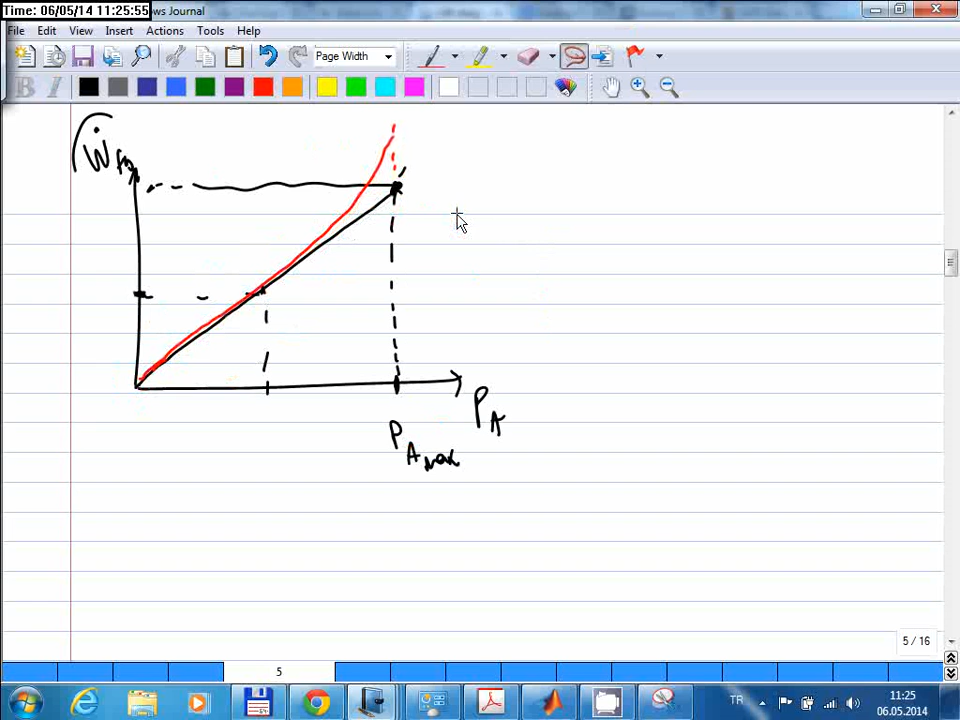 Time: 06/05/14 11:25:55
ows Journal
File Edit View Insert Actions Tools Help
Page Width
B I
P_A
P_A max
5 / 16
5
TR
11:25
06.05.2014